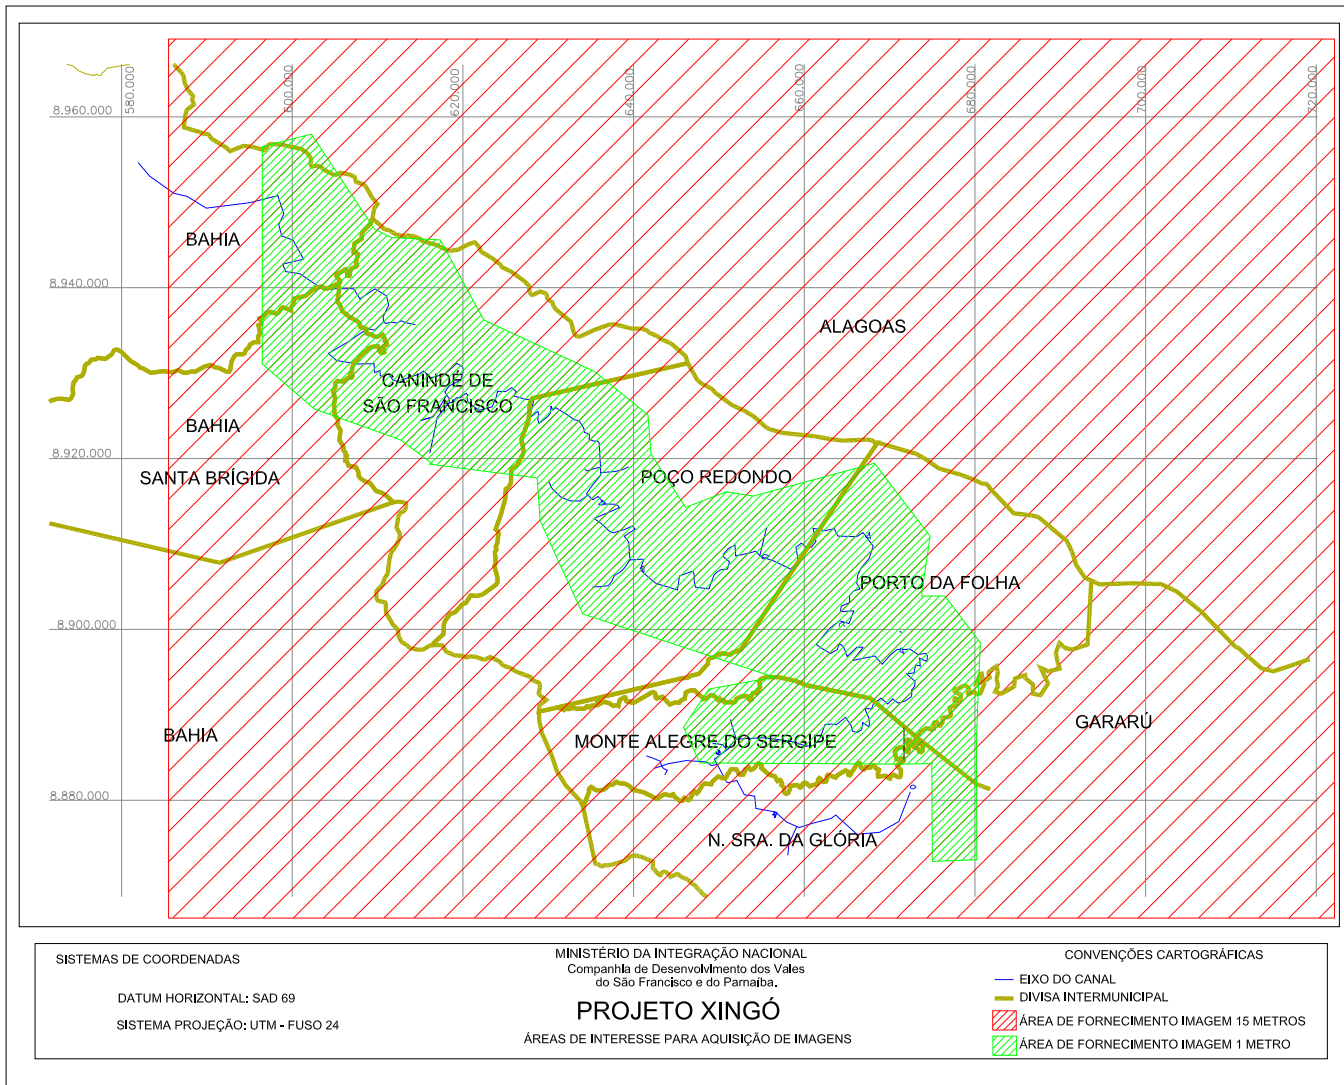 580.000
600.000
620.000
640.000
660.000
680.000
700.000
720.000
8.960.000
BAHIA
8.940.000
ALAGOAS
CANINDÉ DE
SÃO FRANCISCO
BAHIA
8.920.000
SANTA BRÍGIDA
POÇO REDONDO
PORTO DA FOLHA
8.900.000
GARARÚ
BAHIA
MONTE ALEGRE DO SERGIPE
8.880.000
N. SRA. DA GLÓRIA
SISTEMAS DE COORDENADAS
DATUM HORIZONTAL: SAD 69
SISTEMA PROJEÇÃO: UTM - FUSO 24
MINISTÉRIO DA INTEGRAÇÃO NACIONAL
Companhia de Desenvolvimento dos Vales
do São Francisco e do Parnaíba.
PROJETO XINGÓ
ÁREAS DE INTERESSE PARA AQUISIÇÃO DE IMAGENS
CONVENÇÕES CARTOGRÁFICAS
EIXO DO CANAL
DIVISA INTERMUNICIPAL
ÁREA DE FORNECIMENTO IMAGEM 15 METROS
ÁREA DE FORNECIMENTO IMAGEM 1 METRO